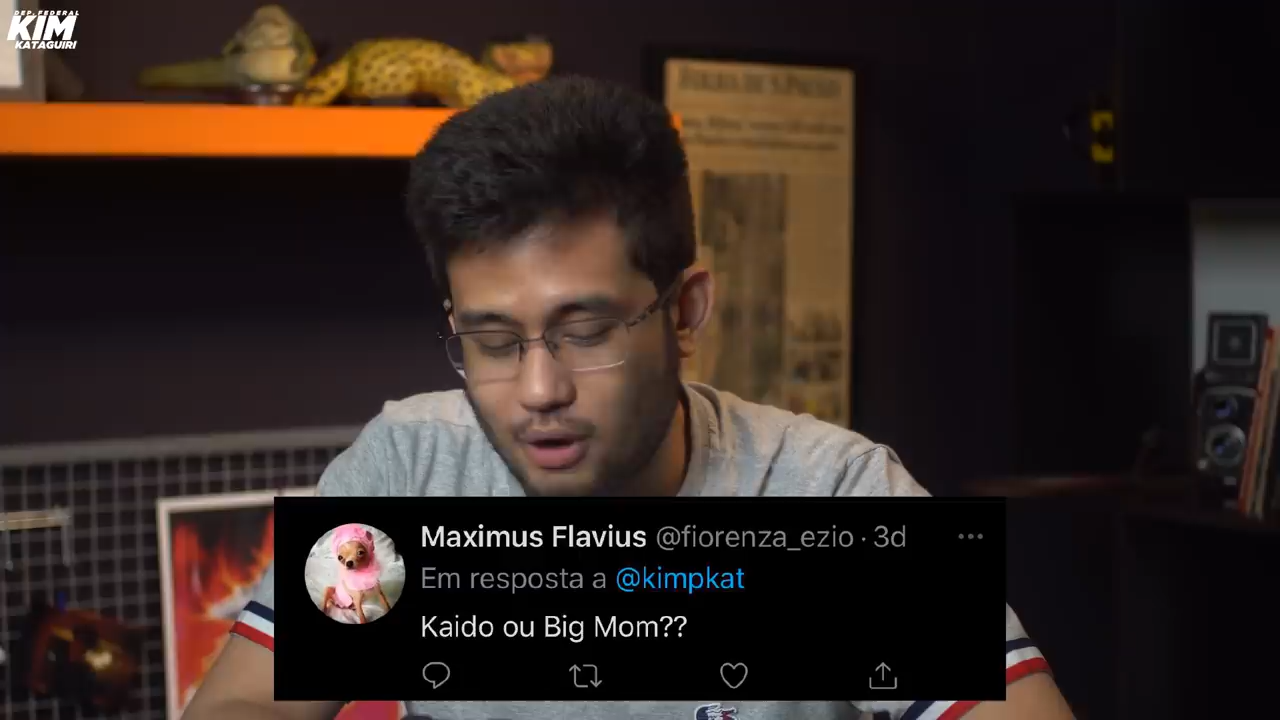 DEP. FEDERAL
KIM
KATAGUIRI
Maximus Flavius @fiorenza_ezio · 3d
Em resposta a @kimpkat
Kaido ou Big Mom??